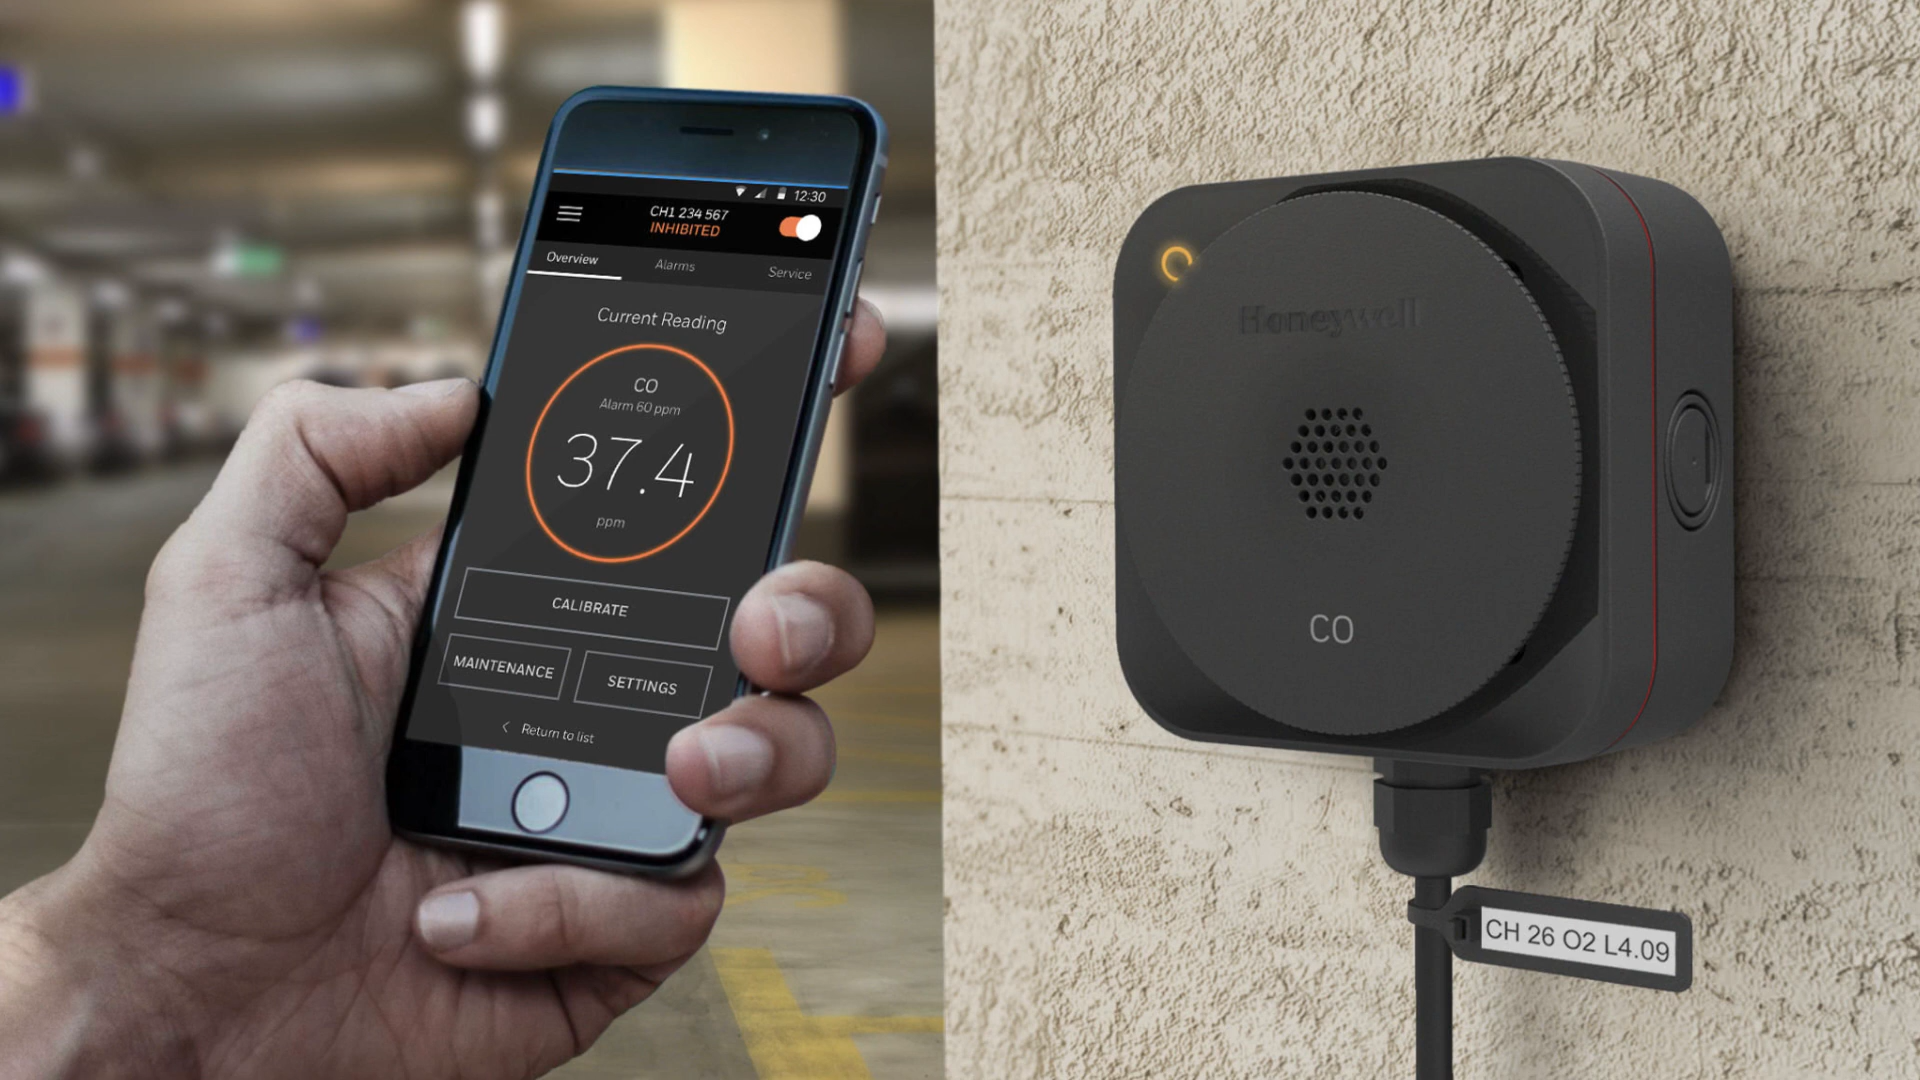 12:30
CH1 234 567
INHIBITED
Overview
Alarms
Service
Current Reading
CO
Alarm 60 ppm
37.4
ppm
CALIBRATE
MAINTENANCE
SETTINGS
< Return to list
Honeywell
CO
CH 26 O2 L4.09